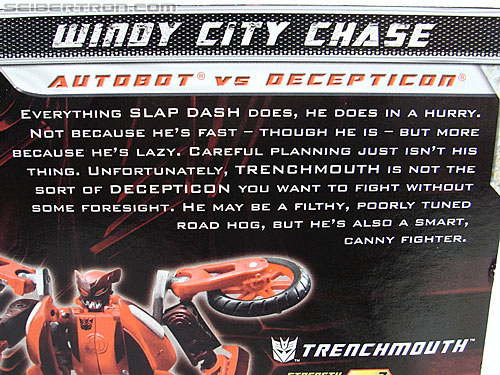 SEIBERTRON.COM
WINDY CITY CHASE
AUTOBOT® VS DECEPTICON®
EVERYTHING SLAP DASH DOES, HE DOES IN A HURRY.
NOT BECAUSE HE'S FAST – THOUGH HE IS – BUT MORE
BECAUSE HE'S LAZY. CAREFUL PLANNING JUST ISN'T HIS
THING. UNFORTUNATELY, TRENCHMOUTH IS NOT THE
SORT OF DECEPTICON YOU WANT TO FIGHT WITHOUT
SOME FORESIGHT. HE MAY BE A FILTHY, POORLY TUNED
ROAD HOG, BUT HE'S ALSO A SMART,
CANNY FIGHTER.
TRENCHMOUTH™
STRENGTH 7